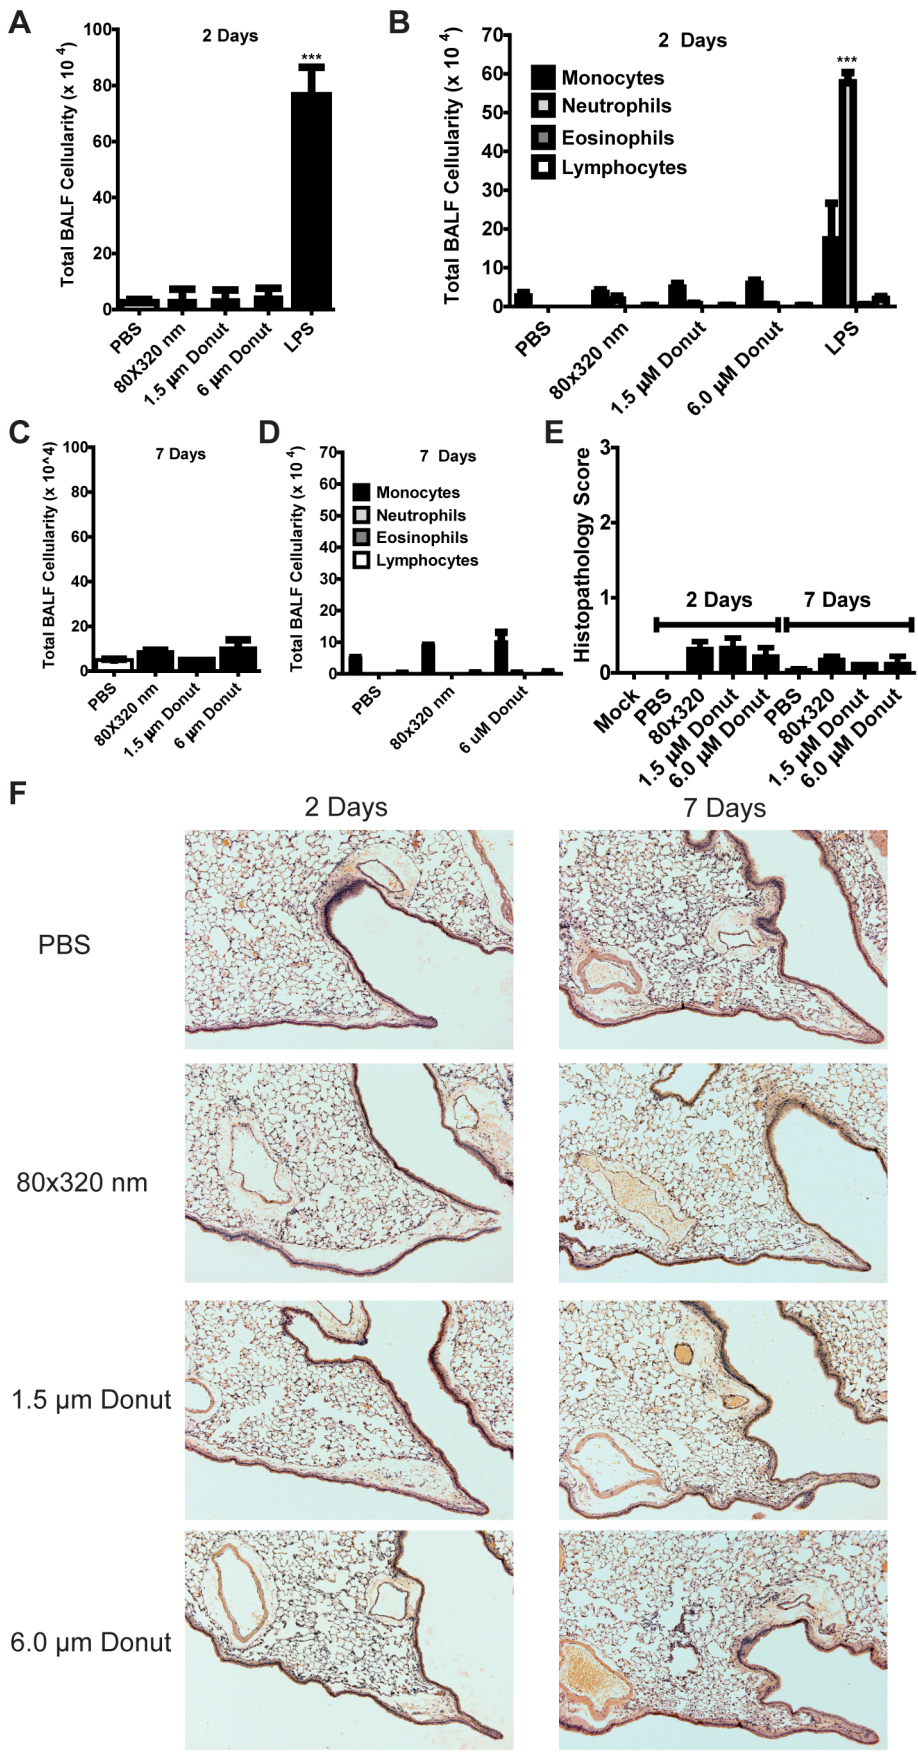 A
2 Days
Total BALF Cellularity (x 10 4)
100
80
60
40
20
0
***
PBS
80X320 nm
1.5 µm Donut
6 µm Donut
LPS
B
2 Days
Total BALF Cellularity (x 10 4)
70
60
50
40
30
20
10
0
Monocytes
Neutrophils
Eosinophils
Lymphocytes
***
PBS
80x320 nm
1.5 µM Donut
6.0 µM Donut
LPS
C
7 Days
Total BALF Cellularity (x 10^4)
100
80
60
40
20
0
PBS
80X320 nm
1.5 µm Donut
6 µm Donut
D
7 Days
Total BALF Cellularity (x 10 4)
70
60
50
40
30
20
10
0
Monocytes
Neutrophils
Eosinophils
Lymphocytes
PBS
80x320 nm
6 uM Donut
E
Histopathology Score
3
2
1
0
2 Days
7 Days
Mock
PBS
80x320
1.5 µM Donut
6.0 µM Donut
PBS
80x320
1.5 µM Donut
6.0 µM Donut
F
2 Days
7 Days
PBS
80x320 nm
1.5 µm Donut
6.0 µm Donut